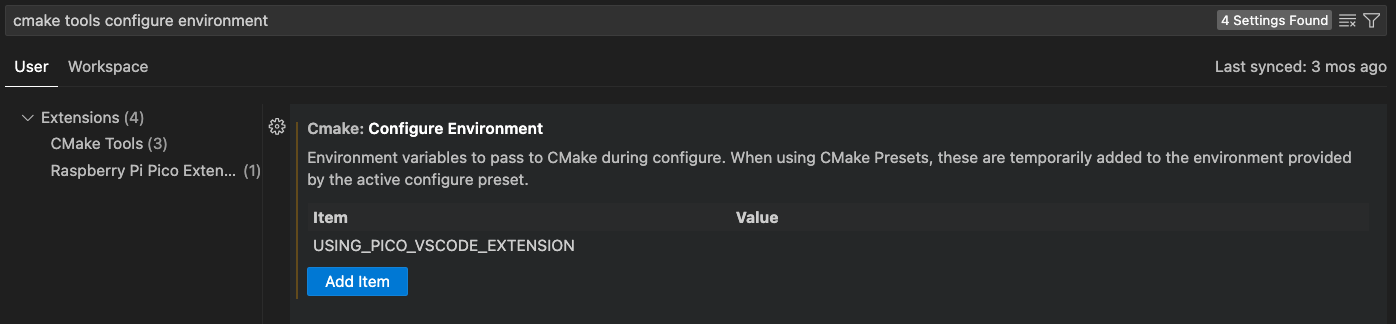 cmake tools configure environment
4 Settings Found
User Workspace
Last synced: 3 mos ago
Extensions (4)
CMake Tools (3)
Raspberry Pi Pico Exten... (1)
Cmake: Configure Environment
Environment variables to pass to CMake during configure. When using CMake Presets, these are temporarily added to the environment provided
by the active configure preset.
Item Value
USING_PICO_VSCODE_EXTENSION
Add Item